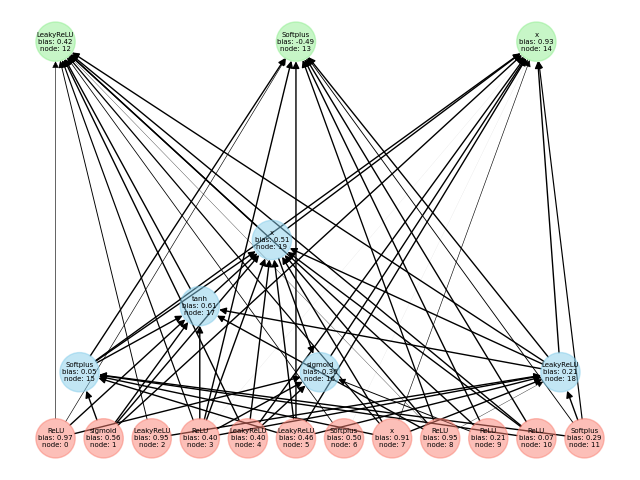 LeakyReLU
bias: 0.42
node: 12
Softplus
bias: -0.49
node: 13
x
bias: 0.93
node: 14
x
bias: 0.51
node: 19
tanh
bias: 0.61
node: 17
Softplus
bias: 0.05
node: 15
sigmoid
node: 16
LeakyReLU
bias: 0.21
node: 18
ReLU
bias: 0.97
node: 0
sigmoid
bias: 0.56
node: 1
LeakyReLU
bias: 0.95
node: 2
ReLU
bias: 0.40
node: 3
LeakyReLU
bias: 0.40
node: 4
LeakyReLU
bias: 0.46
node: 5
Softplus
bias: 0.50
node: 6
x
bias: 0.91
node: 7
ReLU
bias: 0.95
node: 8
ReLU
bias: 0.21
node: 9
ReLU
bias: 0.07
node: 10
Softplus
bias: 0.29
node: 11